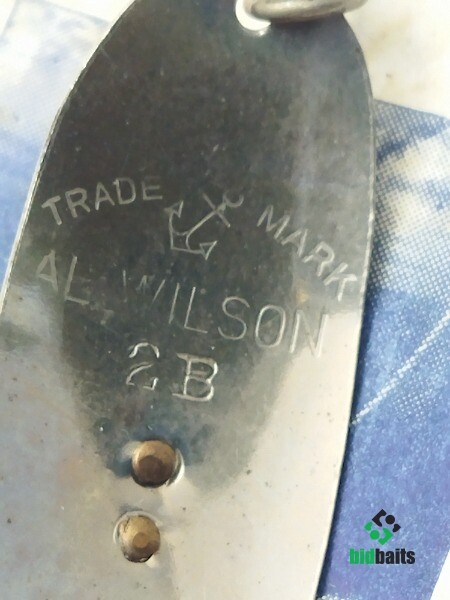 TRADE MARK
AL. WILSON
2B
bidbaits